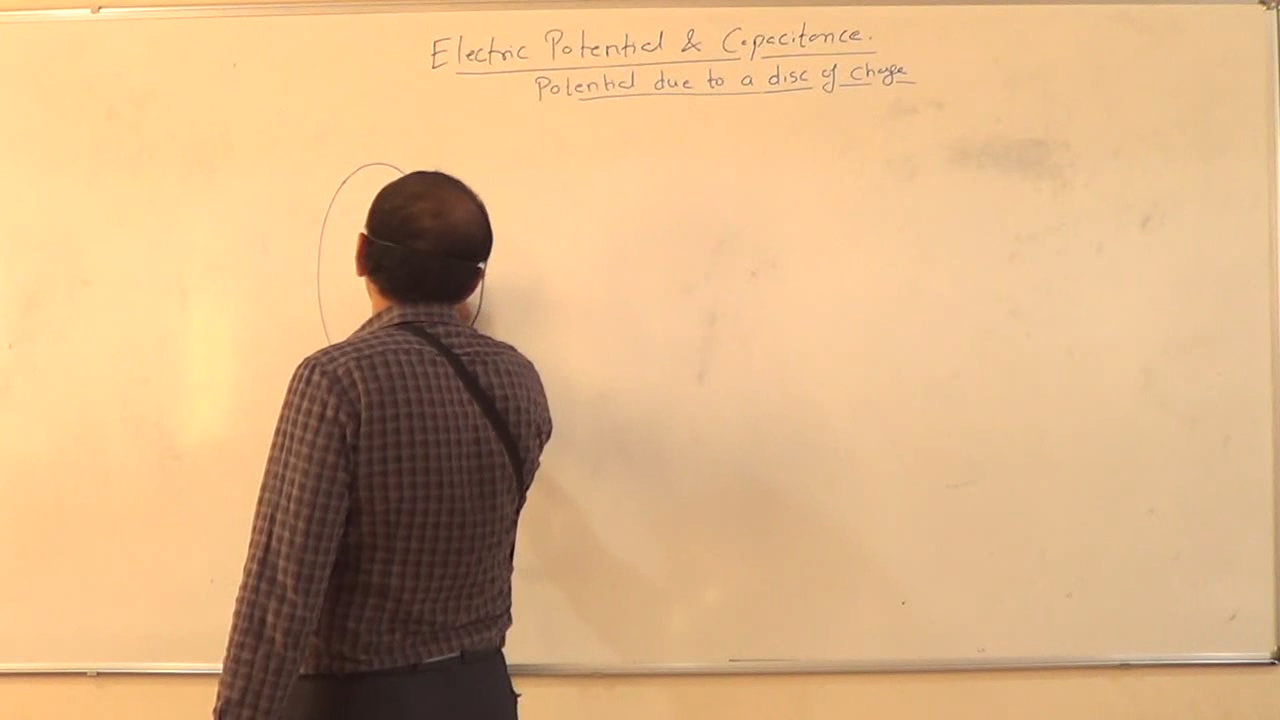 Electric Potential & Capacitance.
Potential due to a disc of charge